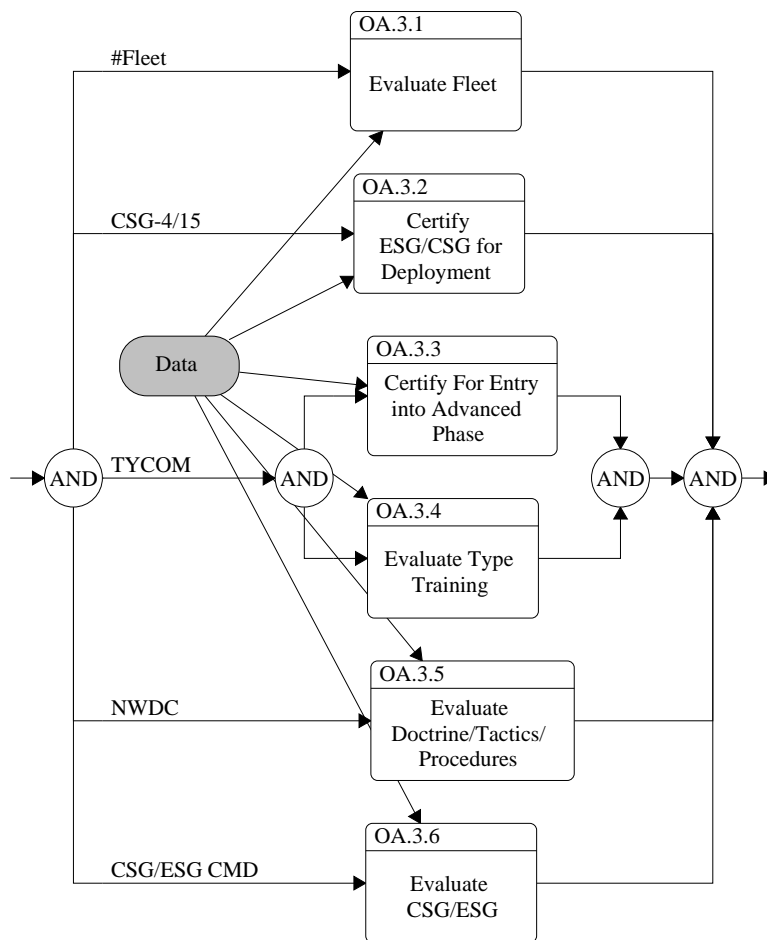 OA.3.1
#Fleet
Evaluate Fleet
OA.3.2
CSG-4/15
Certify
ESG/CSG for
Deployment
OA.3.3
Data
Certify For Entry
into Advanced
Phase
TYCOM
AND
AND
AND
AND
OA.3.4
Evaluate Type
Training
OA.3.5
NWDC
Evaluate
Doctrine/Tactics/
Procedures
OA.3.6
CSG/ESG CMD
Evaluate
CSG/ESG